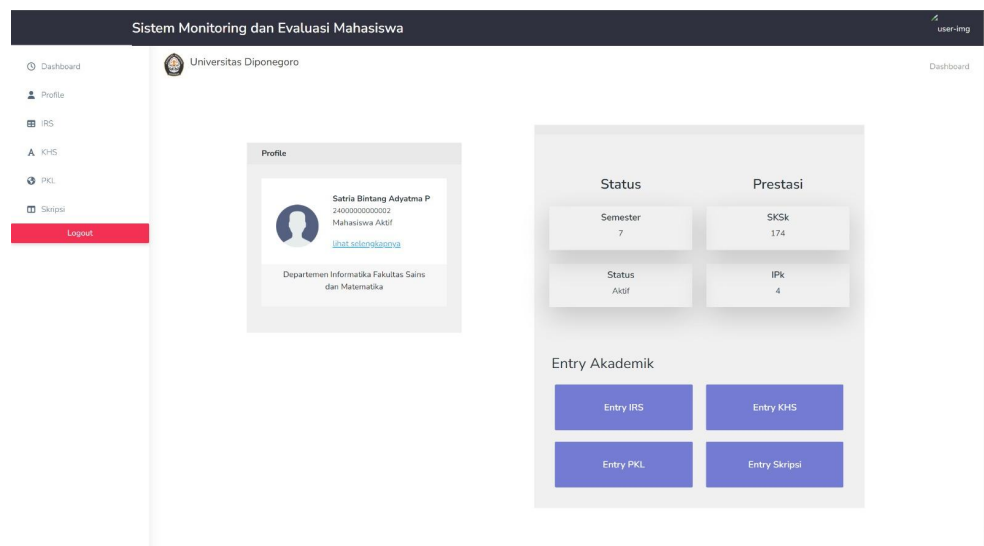 Sistem Monitoring dan Evaluasi Mahasiswa
user-img
Dashboard
Profile
IRS
KHS
PKL
Skripsi
Logout
Universitas Diponegoro
Dashboard
Profile
Satria Bintang Adyatma P
24000000000002
Mahasiswa Aktif
lihat selengkapnya
Departemen Informatika Fakultas Sains
dan Matematika
Status
Prestasi
Semester
7
SKSk
174
Status
Aktif
IPk
4
Entry Akademik
Entry IRS
Entry KHS
Entry PKL
Entry Skripsi